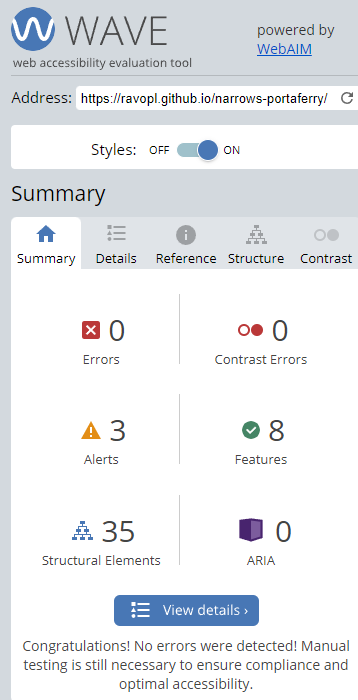 WAVE
web accessibility evaluation tool
powered by
WebAIM
Address: https://ravopl.github.io/narrows-portaferry/
Styles: OFF ON
Summary
Summary Details Reference Structure Contrast
0 0
Errors Contrast Errors
3 8
Alerts Features
35 0
Structural Elements ARIA
View details ›
Congratulations! No errors were detected! Manual
testing is still necessary to ensure compliance and
optimal accessibility.